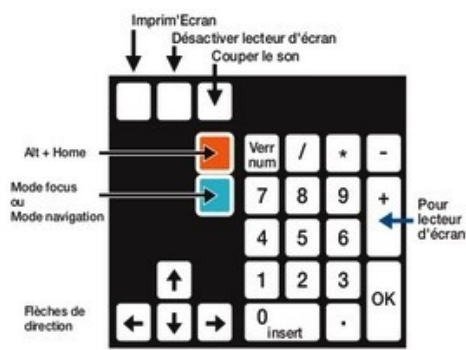 Imprim'Ecran
Désactiver lecteur d'écran
Couper le son
Alt + Home
Verr
num
/
*
-
Mode focus
ou
Mode navigation
7
8
9
+
Pour
lecteur
d'écran
4
5
6
1
2
3
OK
Flèches de
direction
0
insert
.